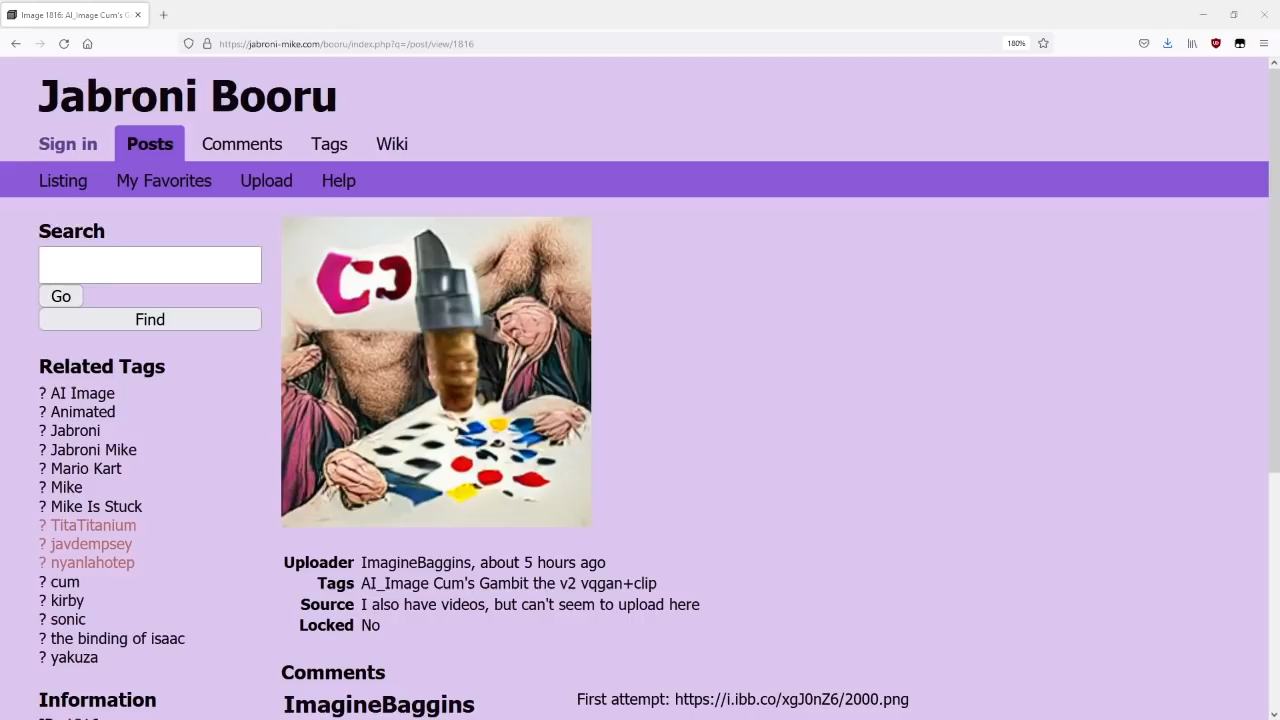 Image 1816: AI_Image Cum's G
https://jabroni-mike.com/booru/index.php?q=/post/view/1816
180%
Jabroni Booru
Sign in Posts Comments Tags Wiki
Listing My Favorites Upload Help
Search
Go
Find
Related Tags
? AI Image
? Animated
? Jabroni
? Jabroni Mike
? Mario Kart
? Mike
? Mike Is Stuck
? TitaTitanium
? javdempsey
? nyanlahotep
? cum
? kirby
? sonic
? the binding of isaac
? yakuza
Information
Uploader ImagineBaggins, about 5 hours ago
Tags AI_Image Cum's Gambit the v2 vqgan+clip
Source I also have videos, but can't seem to upload here
Locked No
Comments
ImagineBaggins
First attempt: https://i.ibb.co/xgJ0nZ6/2000.png